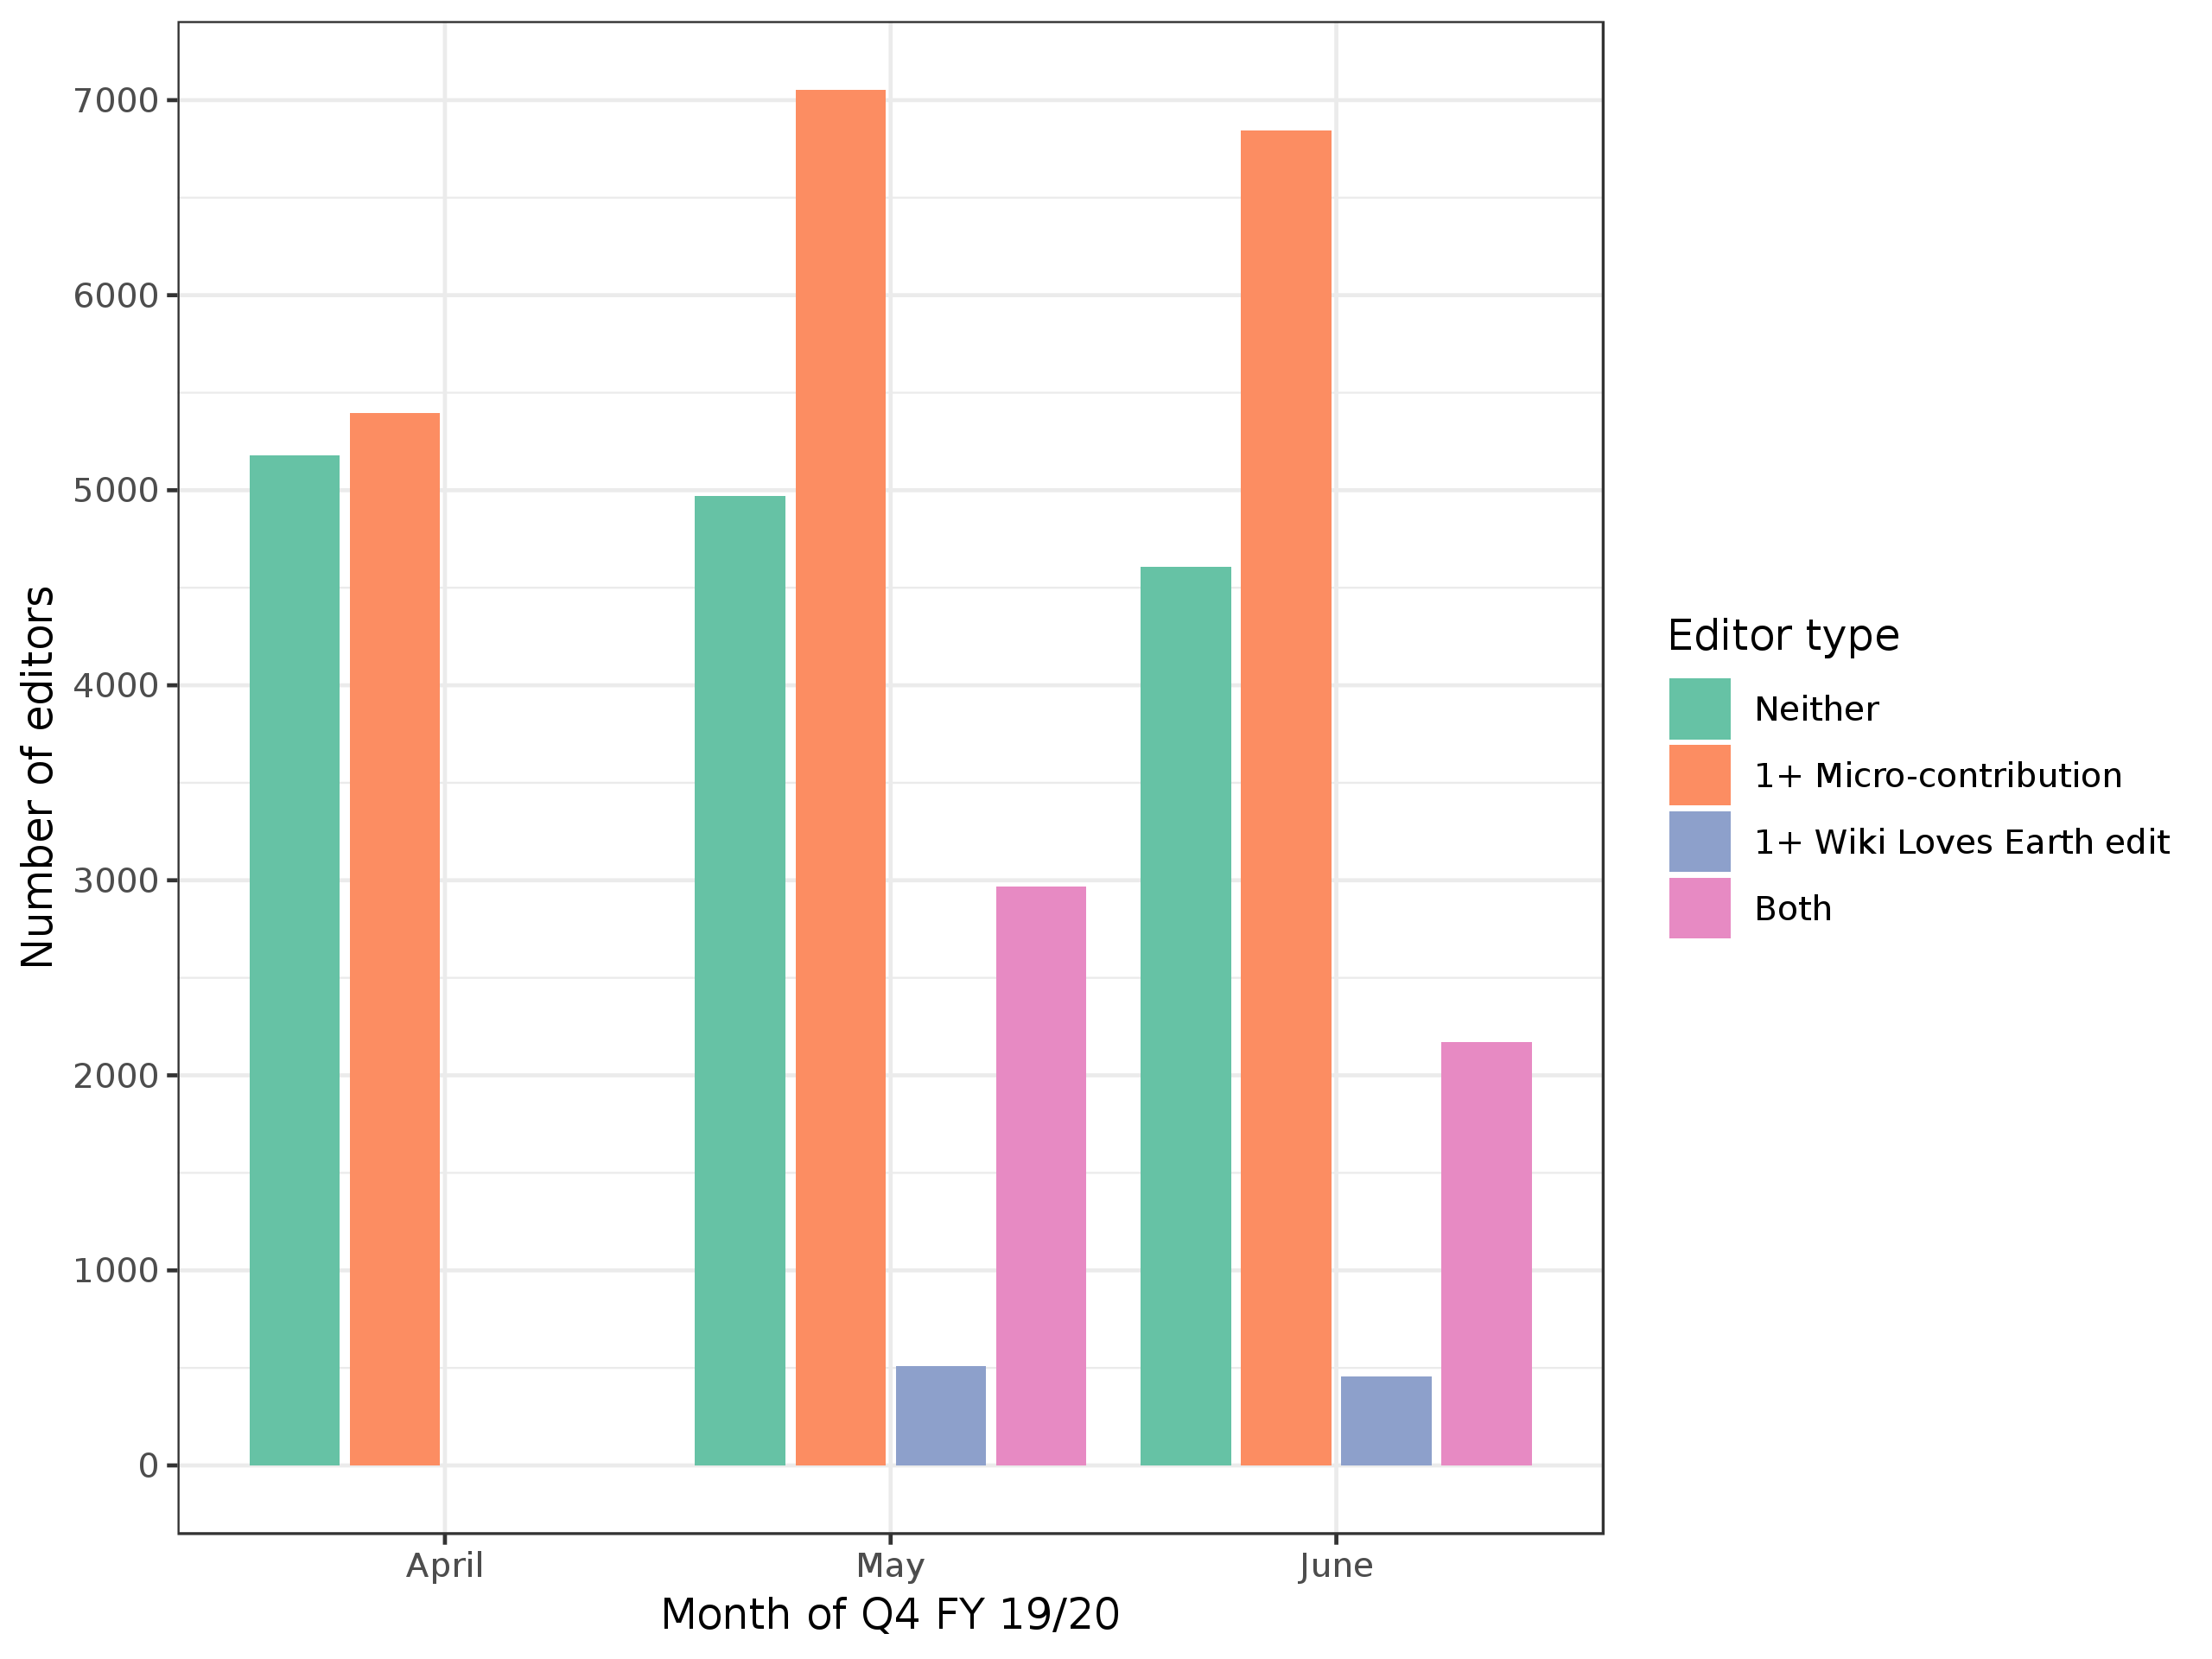 7000
6000
5000
4000
3000
2000
1000
0
Number of editors
April
May
June
Month of Q4 FY 19/20
Editor type
Neither
1+ Micro-contribution
1+ Wiki Loves Earth edit
Both